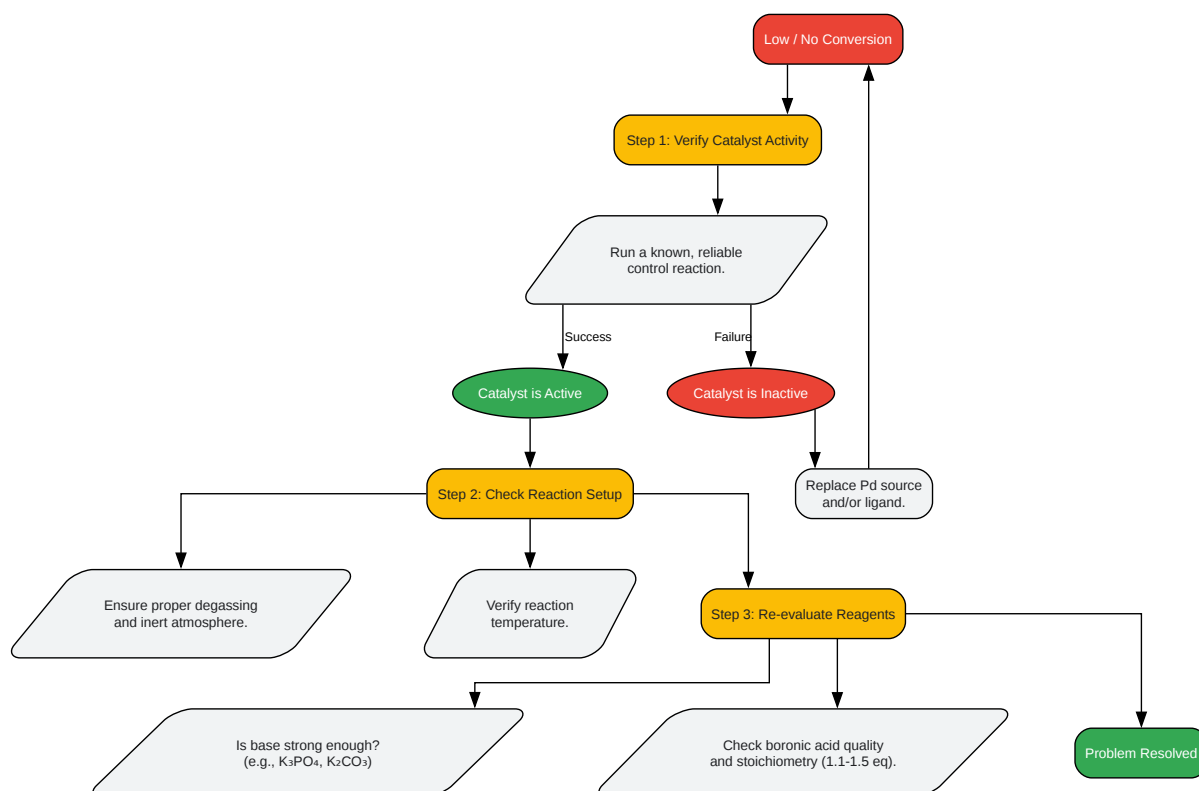 Low / No Conversion
Step 1: Verify Catalyst Activity
Run a known, reliable
control reaction.
Success
Failure
Catalyst is Active
Catalyst is Inactive
Step 2: Check Reaction Setup
Replace Pd source
and/or ligand.
Ensure proper degassing
and inert atmosphere.
Verify reaction
temperature.
Step 3: Re-evaluate Reagents
Is base strong enough?
(e.g., K₃PO₄, K₂CO₃)
Check boronic acid quality
and stoichiometry (1.1-1.5 eq).
Problem Resolved